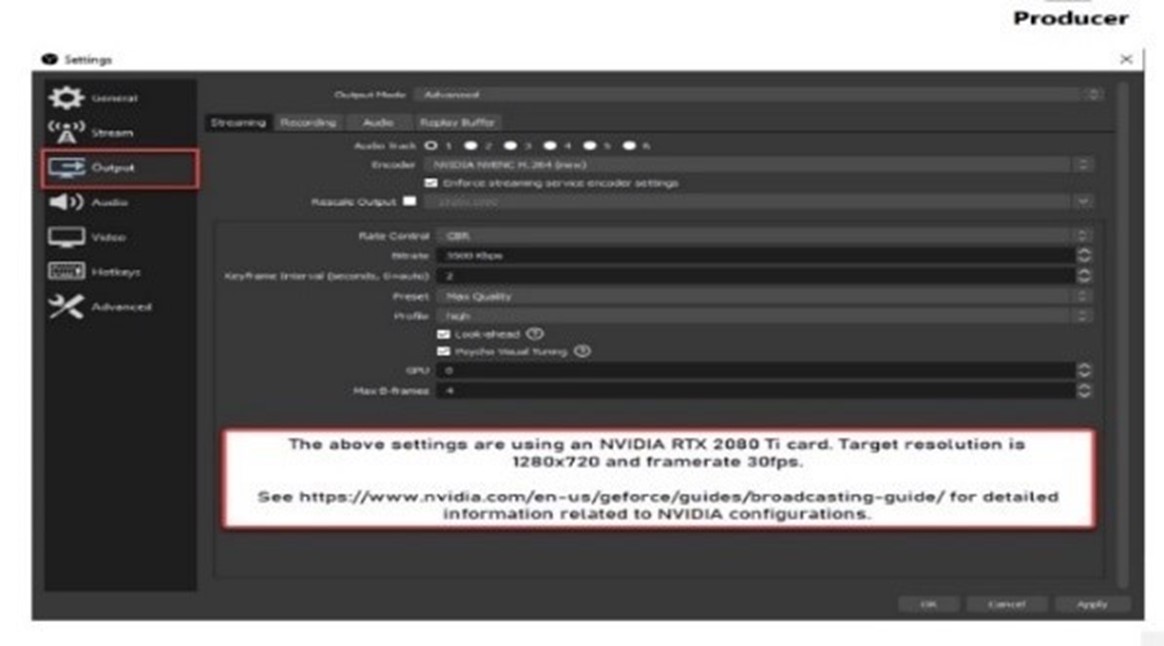 Producer
Settings
General
Stream
Output
Audio
Video
Hotkeys
Advanced
Output Mode Advanced
Streaming Recording Audio Replay Buffer
Audio Track 1 2 3 4 5 6
Encoder NVIDIA NVENC H.264 (new)
Enforce streaming service encoder settings
Rescale Output
Rate Control CBR
Bitrate 3500 Kbps
Keyframe Interval (seconds, 0=auto) 2
Preset Max Quality
Profile high
Look-ahead ?
Psycho Visual Tuning ?
GPU 0
Max B-frames 4
The above settings are using an NVIDIA RTX 2080 Ti card. Target resolution is
1280x720 and framerate 30fps.
See https://www.nvidia.com/en-us/geforce/guides/broadcasting-guide/ for detailed
information related to NVIDIA configurations.
OK Cancel Apply